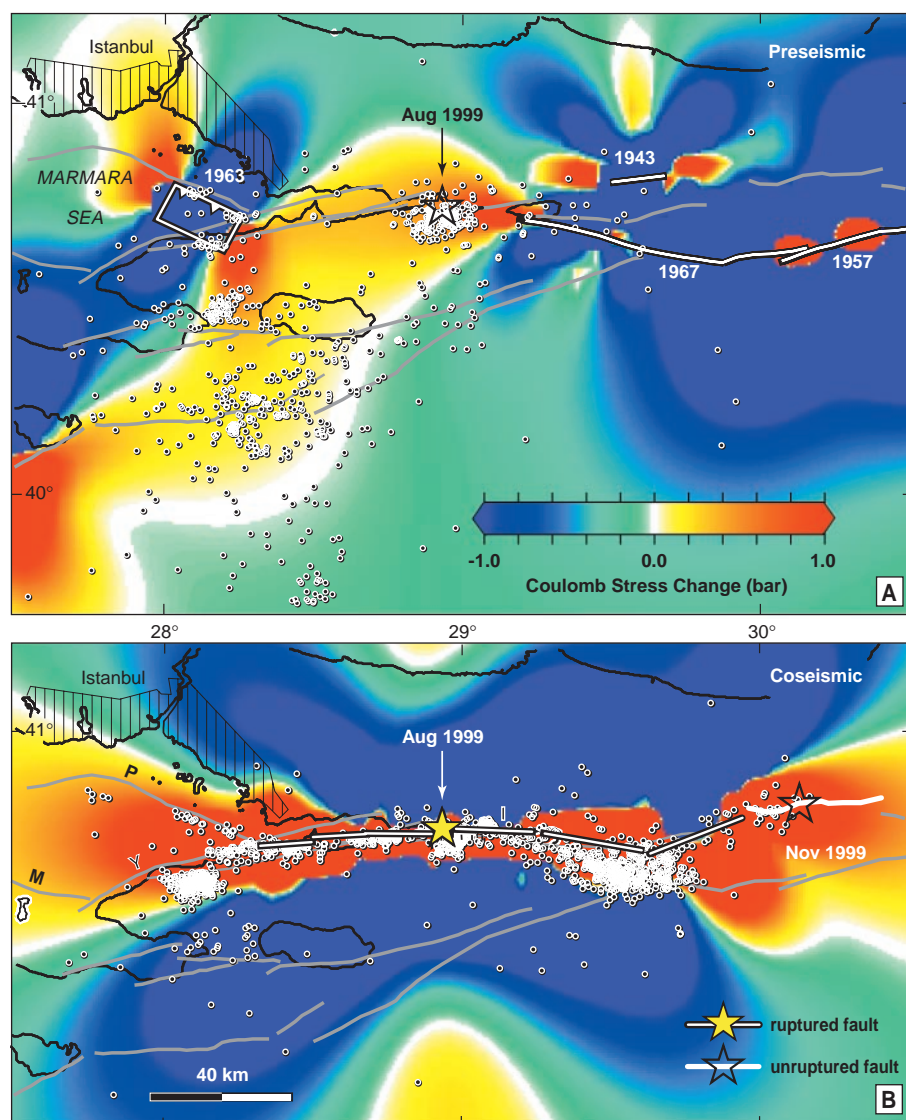 Istanbul
Preseismic
41°
Aug 1999
1943
MARMARA
1963
SEA
1967
1957
40°
-1.0
0.0
1.0
Coulomb Stress Change (bar)
A
28°
29°
30°
Istanbul
Coseismic
41°
Aug 1999
P
I
Y
Nov 1999
M
ruptured fault
unruptured fault
40 km
B